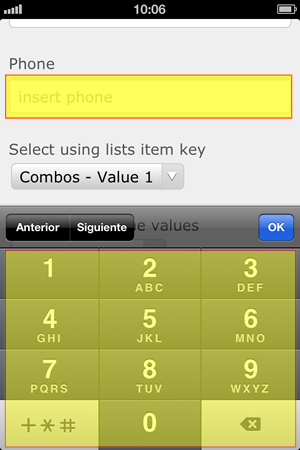 10:06
Phone
insert phone
Select using lists item key
Combos - Value 1
Anterior Siguiente values OK
1 2 3
ABC DEF
4 5 6
GHI JKL MNO
7 8 9
PQRS TUV WXYZ
+*# 0